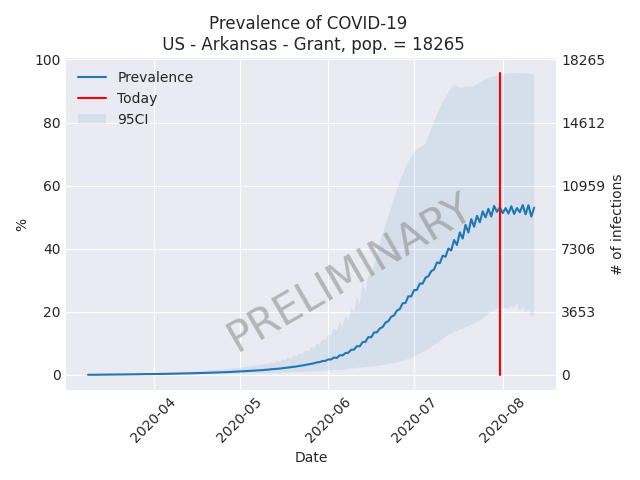 Prevalence of COVID-19
US - Arkansas - Grant, pop. = 18265
100
80
60
40
20
0
%
18265
14612
10959
7306
3653
0
# of infections
Prevalence
Today
95CI
PRELIMINARY
2020-04
2020-05
2020-06
2020-07
2020-08
Date